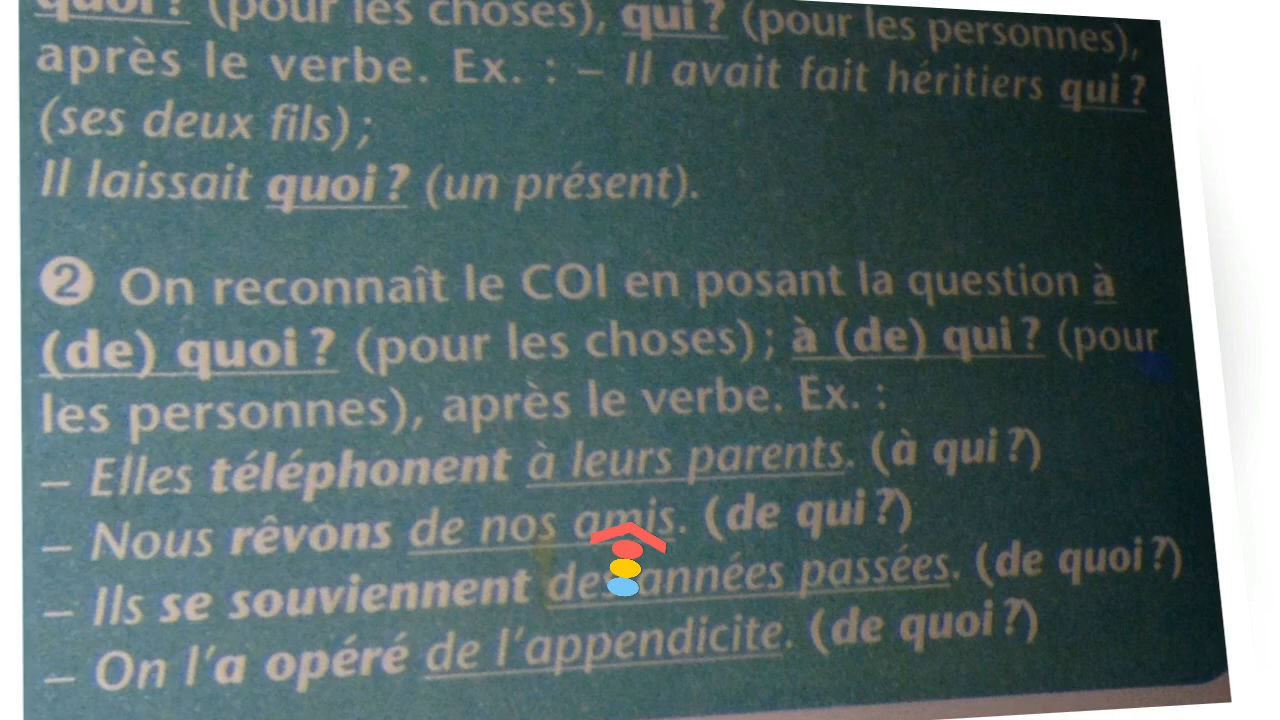 quoi ? (pour les choses), qui ? (pour les personnes),
après le verbe. Ex. : – Il avait fait héritiers qui ?
(ses deux fils) ;
Il laissait quoi ? (un présent).
2 On reconnaît le COI en posant la question à
(de) quoi ? (pour les choses) ; à (de) qui ? (pour
les personnes), après le verbe. Ex. :
– Elles téléphonent à leurs parents. (à qui ?)
– Nous rêvons de nos amis. (de qui ?)
– Ils se souviennent des années passées. (de quoi ?)
– On l'a opéré de l'appendicite. (de quoi ?)